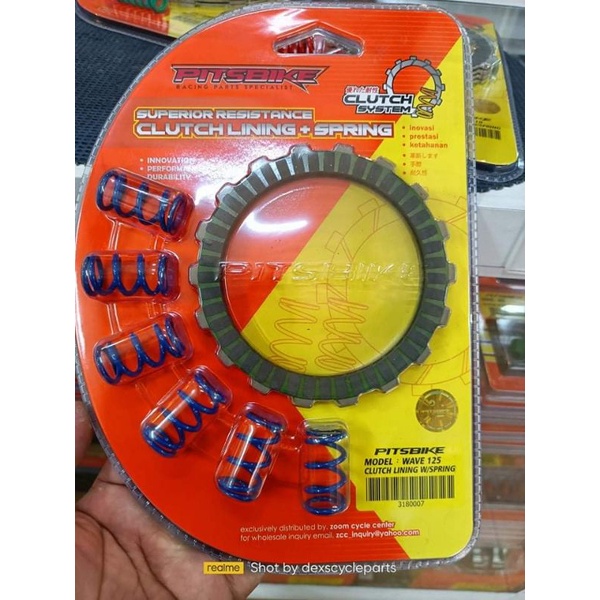 PITSBIKE
RACING PARTS SPECIALIST
SUPERIOR RESISTANCE
CLUTCH LINING + SPRING
CLUTCH
SYSTEM
• INNOVATION
• PERFORM
DURABILITY
• inovasi
• prestasi
• ketahanan
PITSBIKE
PITSBIKE
MODEL : WAVE 125
CLUTCH LINING W/SPRING
3180007
exclusively distributed by. zoom cycle center
for wholesale inquiry email. zcc_inquiry@yahoo.com
realme Shot by dexscycleparts